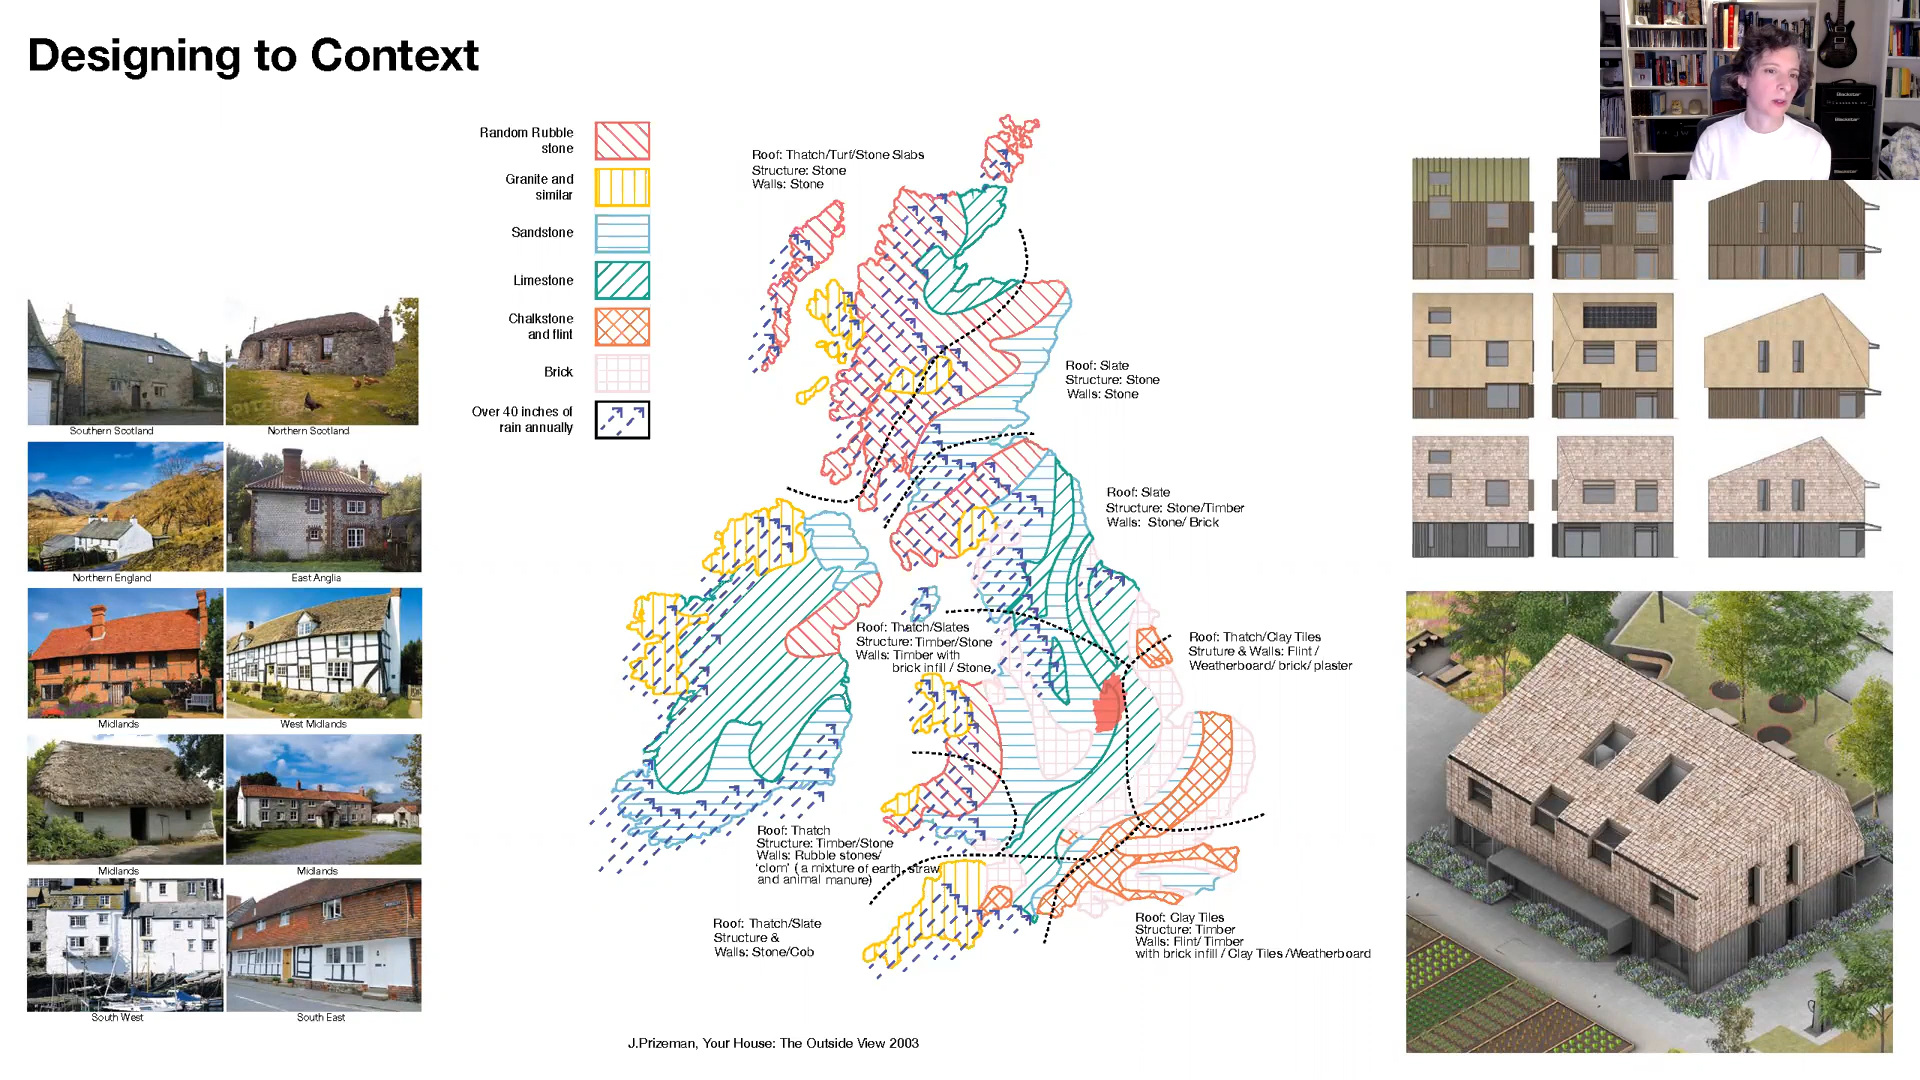 Designing to Context
Random Rubble
stone
Granite and
similar
Sandstone
Limestone
Chalkstone
and flint
Brick
Over 40 inches of
rain annually
Roof: Thatch/Turf/Stone Slabs
Structure: Stone
Walls: Stone
Roof: Slate
Structure: Stone
Walls: Stone
Roof: Slate
Structure: Stone/Timber
Walls: Stone/ Brick
Roof: Thatch/Slates
Structure: Timber/Stone
Walls: Timber with
brick infill / Stone
Roof: Thatch/Clay Tiles
Struture & Walls: Flint /
Weatherboard/ brick/ plaster
Roof: Thatch
Structure: Timber/Stone
Walls: Rubble stones/
'clom' ( a mixture of earth, straw
and animal manure)
Roof: Thatch/Slate
Structure &
Walls: Stone/Cob
Roof: Clay Tiles
Structure: Timber
Walls: Flint/ Timber
with brick infill / Clay Tiles /Weatherboard
Southern Scotland
Northern Scotland
Northern England
East Anglia
Midlands
West Midlands
Midlands
Midlands
South West
South East
J.Prizeman, Your House: The Outside View 2003
Blackstar
Blackstar
Blackstar